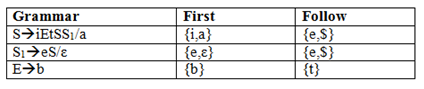 Grammar First Follow
S→iEtSS₁/a {i,a} {e,$}
S₁→eS/ε {e,ε} {e,$}
E→b {b} {t}